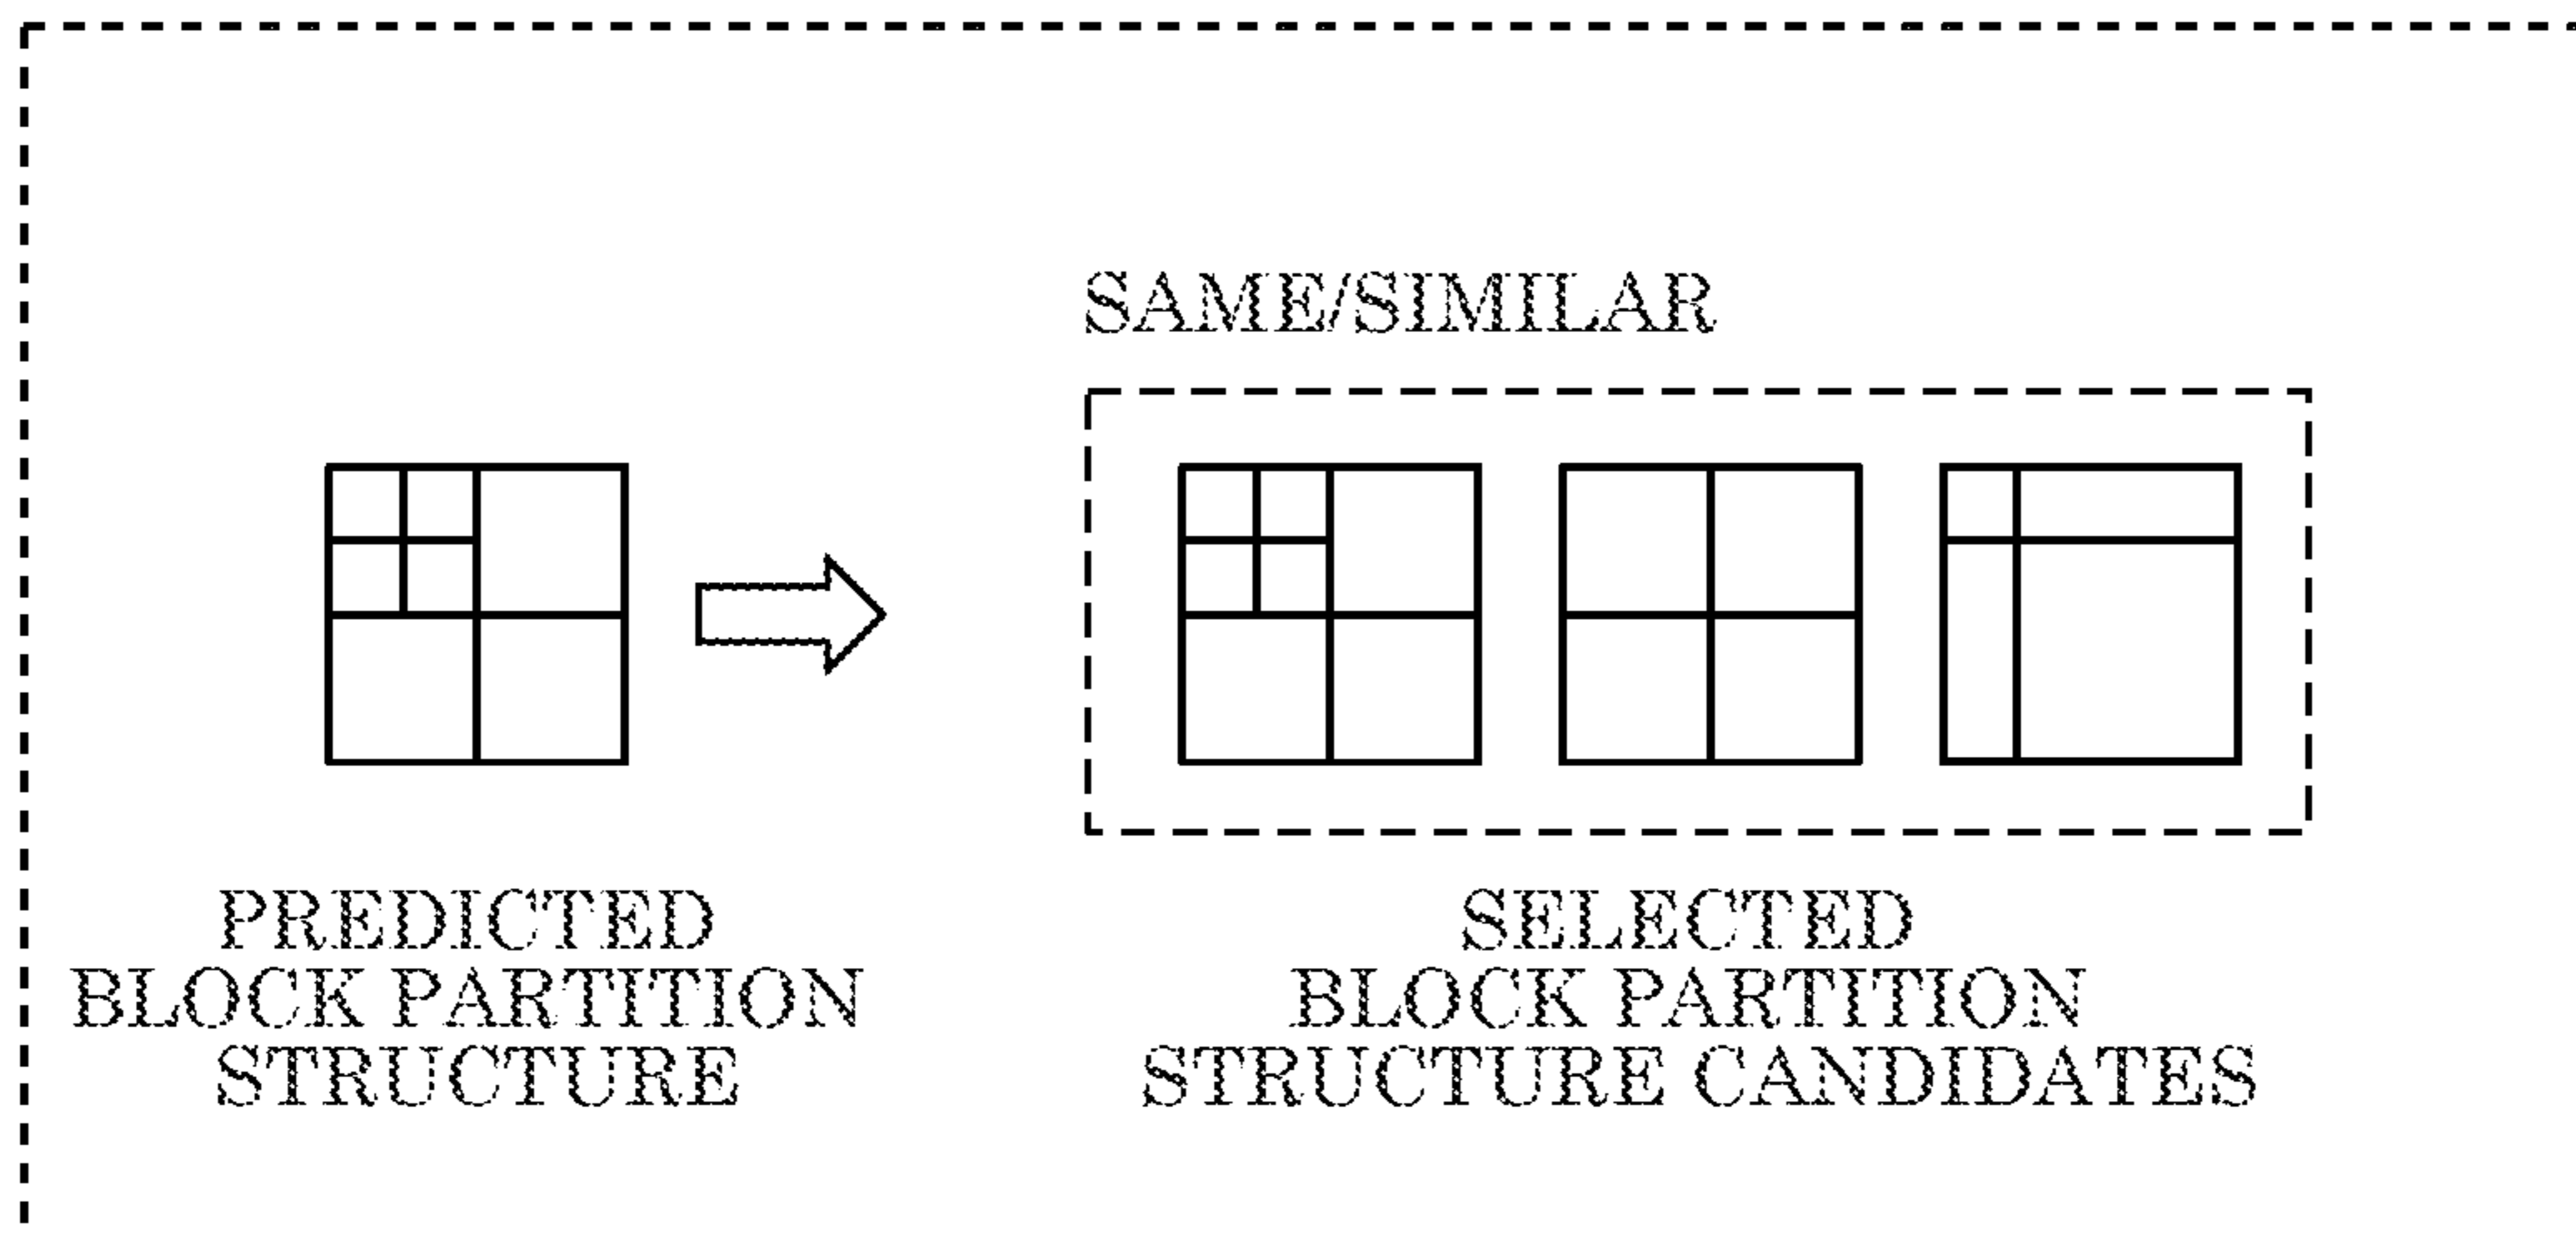 SAME/SIMILAR
PREDICTED
BLOCK PARTITION
STRUCTURE
SELECTED
BLOCK PARTITION
STRUCTURE CANDIDATES